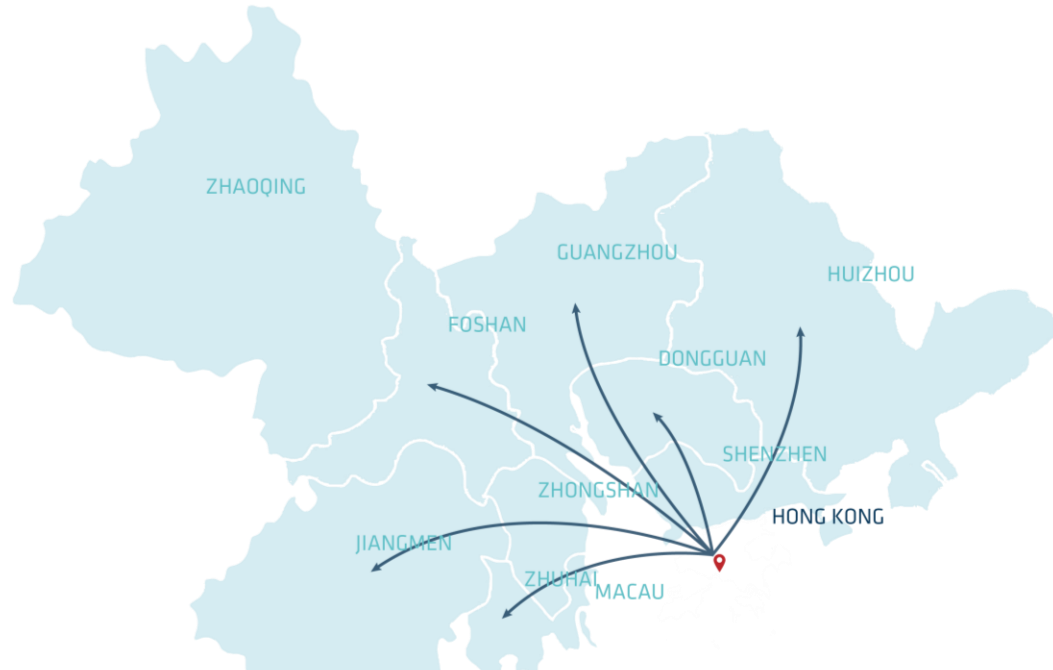 ZHAOQING
GUANGZHOU
HUIZHOU
FOSHAN
DONGGUAN
SHENZHEN
ZHONGSHAN
HONG KONG
JIANGMEN
ZHUHAI
MACAU